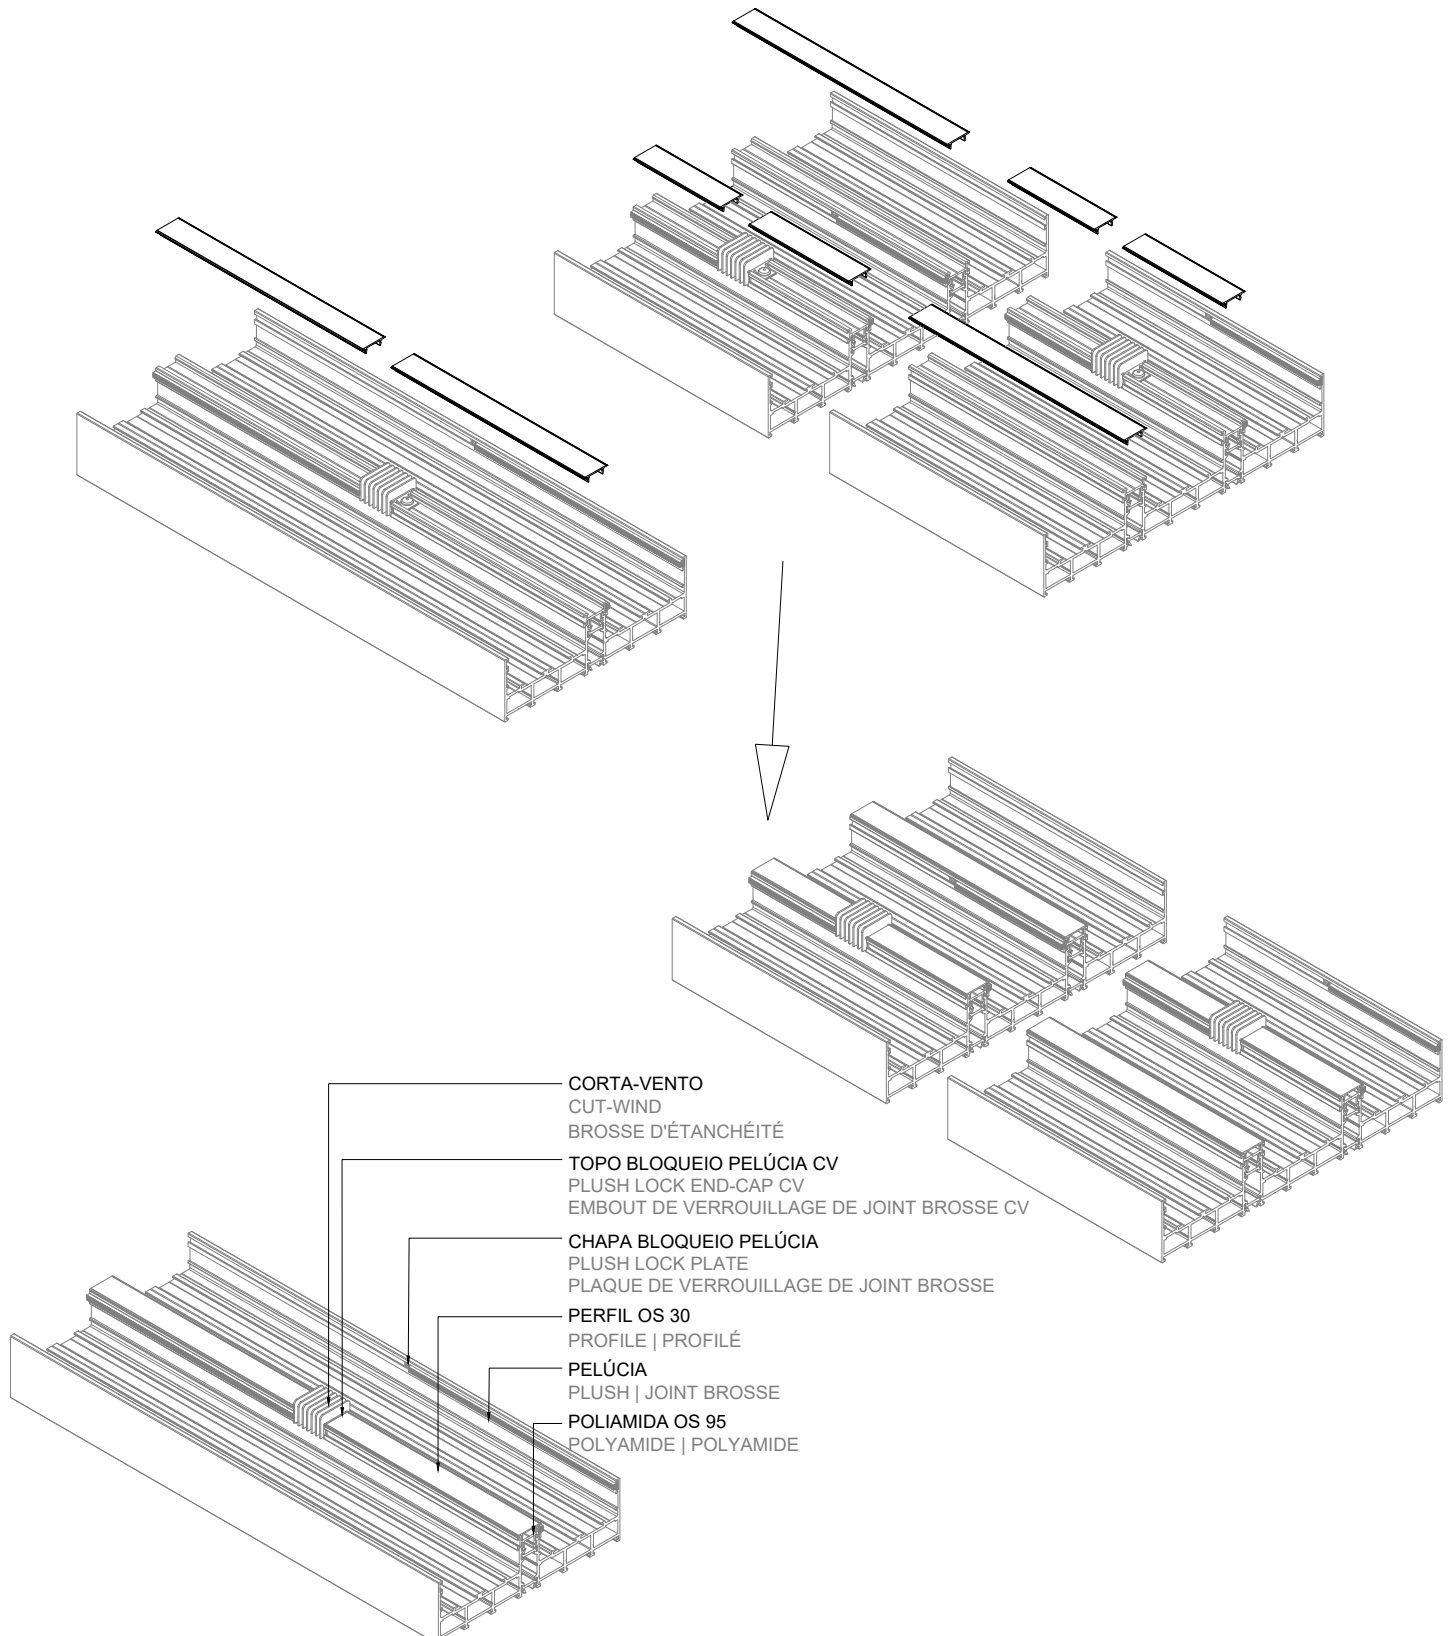 CORTA-VENTO
CUT-WIND
BROSSE D'ÉTANCHÉITÉ
TOPO BLOQUEIO PELÚCIA CV
PLUSH LOCK END-CAP CV
EMBOUT DE VERROUILLAGE DE JOINT BROSSE CV
CHAPA BLOQUEIO PELÚCIA
PLUSH LOCK PLATE
PLAQUE DE VERROUILLAGE DE JOINT BROSSE
PERFIL OS 30
PROFILE | PROFILÉ
PELÚCIA
PLUSH | JOINT BROSSE
POLIAMIDA OS 95
POLYAMIDE | POLYAMIDE